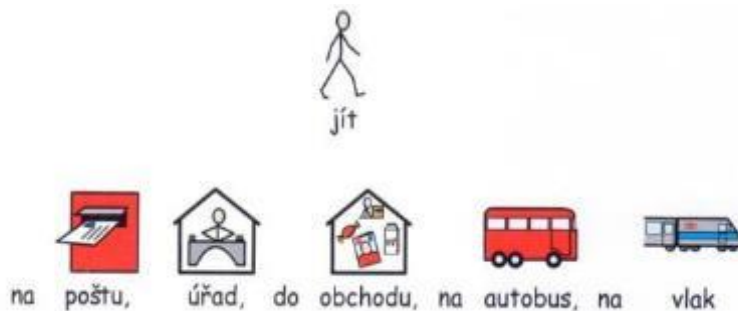 jít
na poštu, úřad, do obchodu, na autobus, na vlak